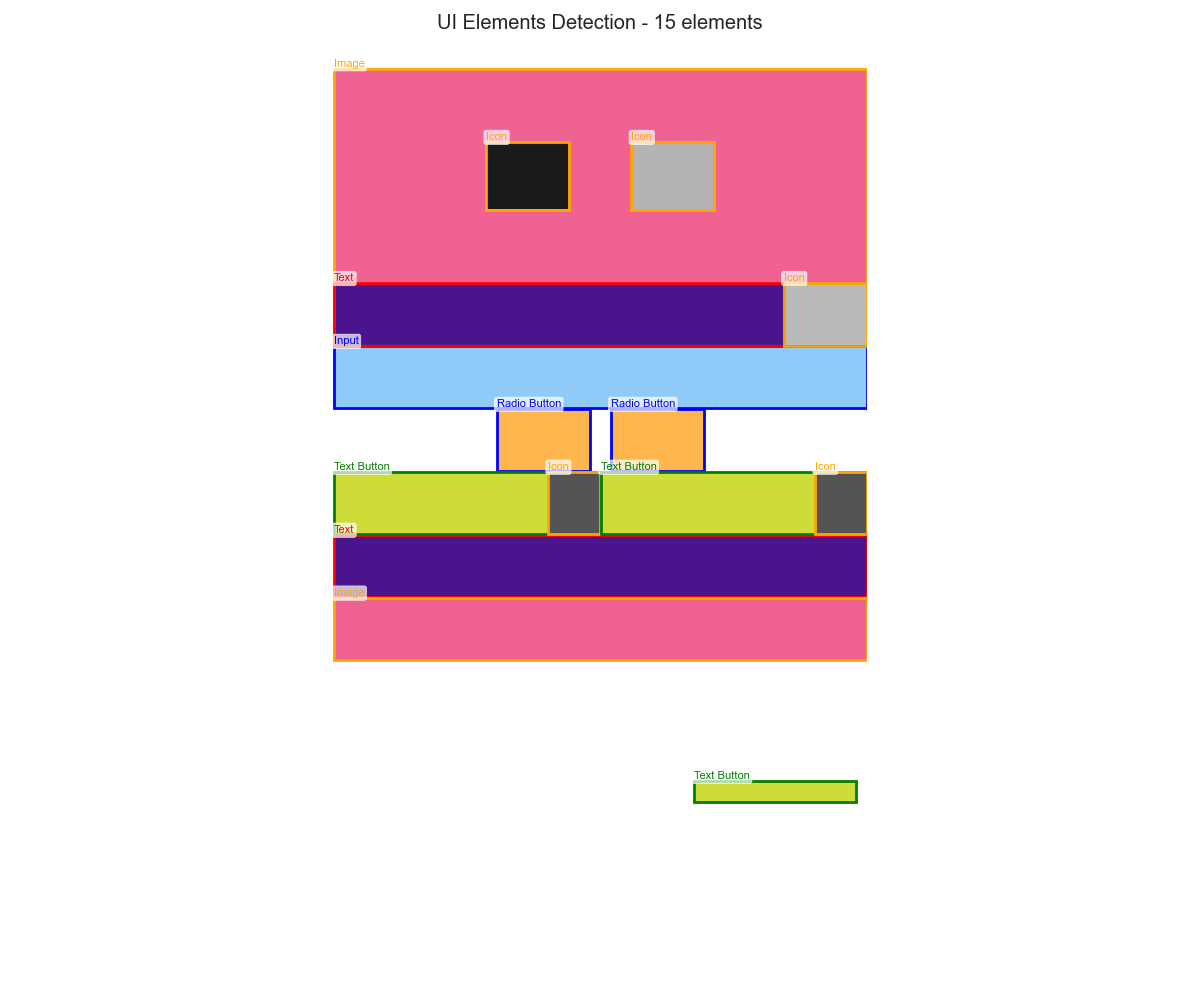 UI Elements Detection - 15 elements
Image
Icon
Icon
Text
Icon
Input
Radio Button
Radio Button
Text Button
Icon
Text Button
Icon
Text
Image
Text Button